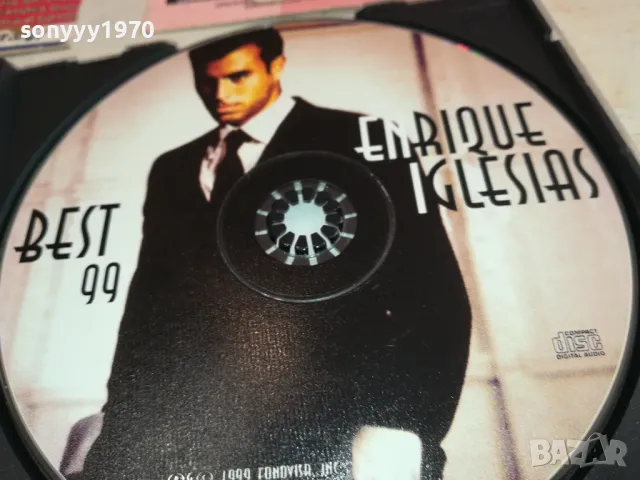 sonyyy1970
ENRIQUE
IGLESIAS
BEST
99
COMPACT
disc
DIGITAL AUDIO
1999 FONOVISA, INC
BAZAR